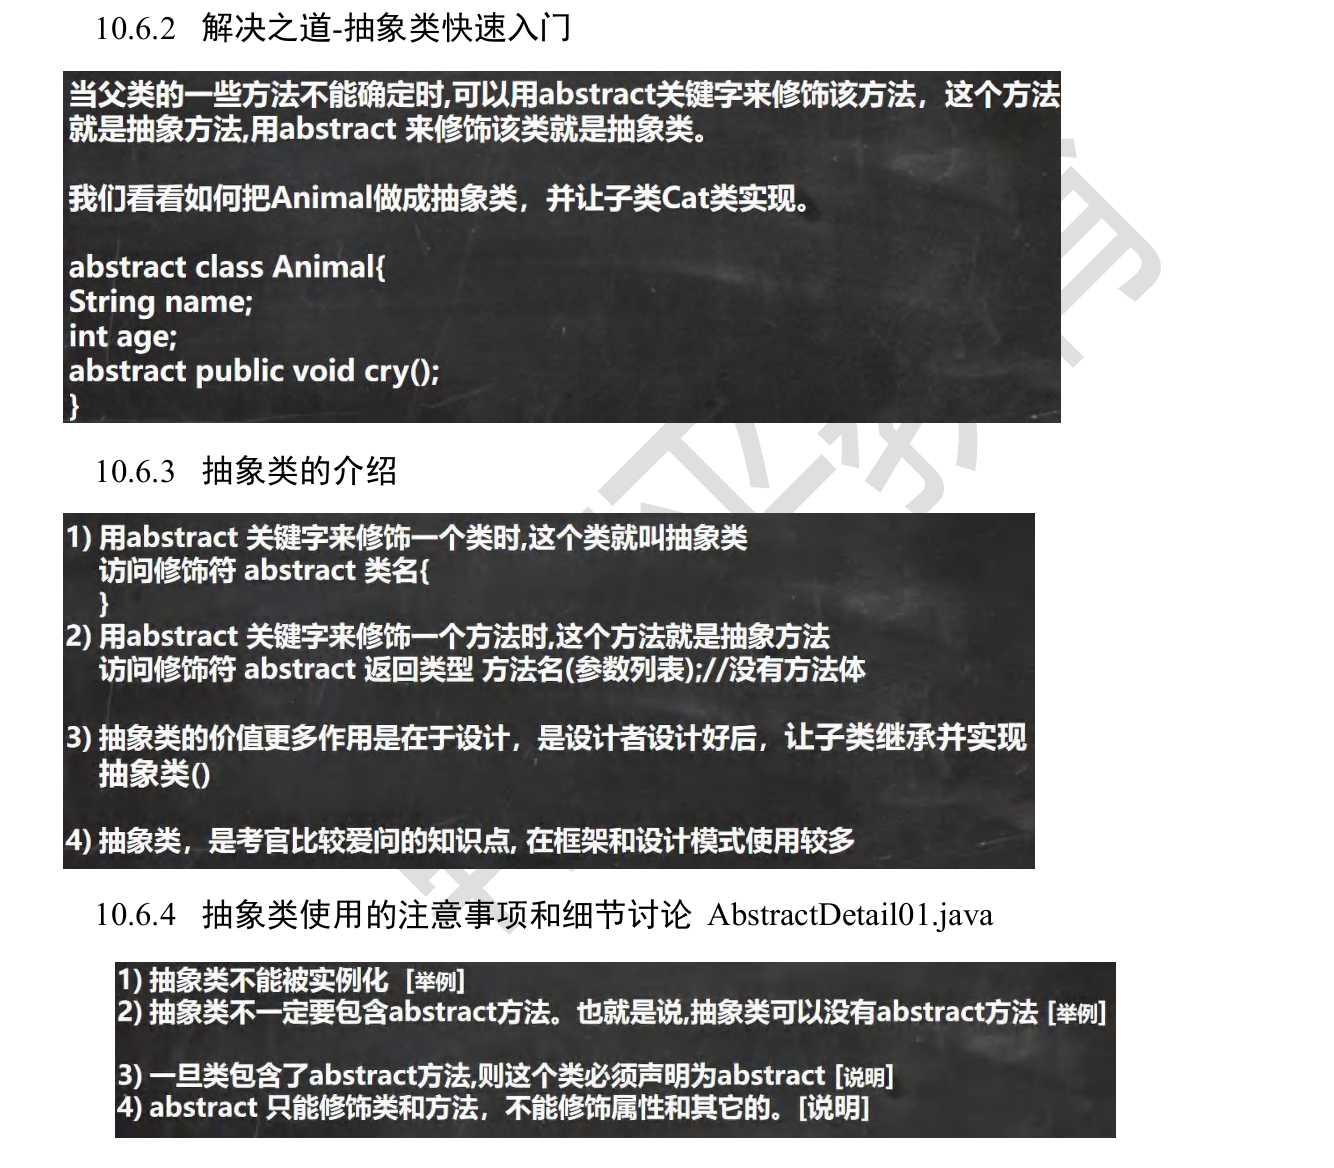 10.6.2 解决之道-抽象类快速入门
当父类的一些方法不能确定时,可以用abstract关键字来修饰该方法，这个方法
就是抽象方法,用abstract 来修饰该类就是抽象类。
我们看看如何把Animal做成抽象类，并让子类Cat类实现。
abstract class Animal{
String name;
int age;
abstract public void cry();
}
10.6.3 抽象类的介绍
1) 用abstract 关键字来修饰一个类时,这个类就叫抽象类
访问修饰符 abstract 类名{
}
2) 用abstract 关键字来修饰一个方法时,这个方法就是抽象方法
访问修饰符 abstract 返回类型 方法名(参数列表);//没有方法体
3) 抽象类的价值更多作用是在于设计，是设计者设计好后，让子类继承并实现
抽象类()
4) 抽象类，是考官比较爱问的知识点, 在框架和设计模式使用较多
10.6.4 抽象类使用的注意事项和细节讨论 AbstractDetail01.java
1) 抽象类不能被实例化 [举例]
2) 抽象类不一定要包含abstract方法。也就是说,抽象类可以没有abstract方法 [举例]
3) 一旦类包含了abstract方法,则这个类必须声明为abstract [说明]
4) abstract 只能修饰类和方法，不能修饰属性和其它的。[说明]